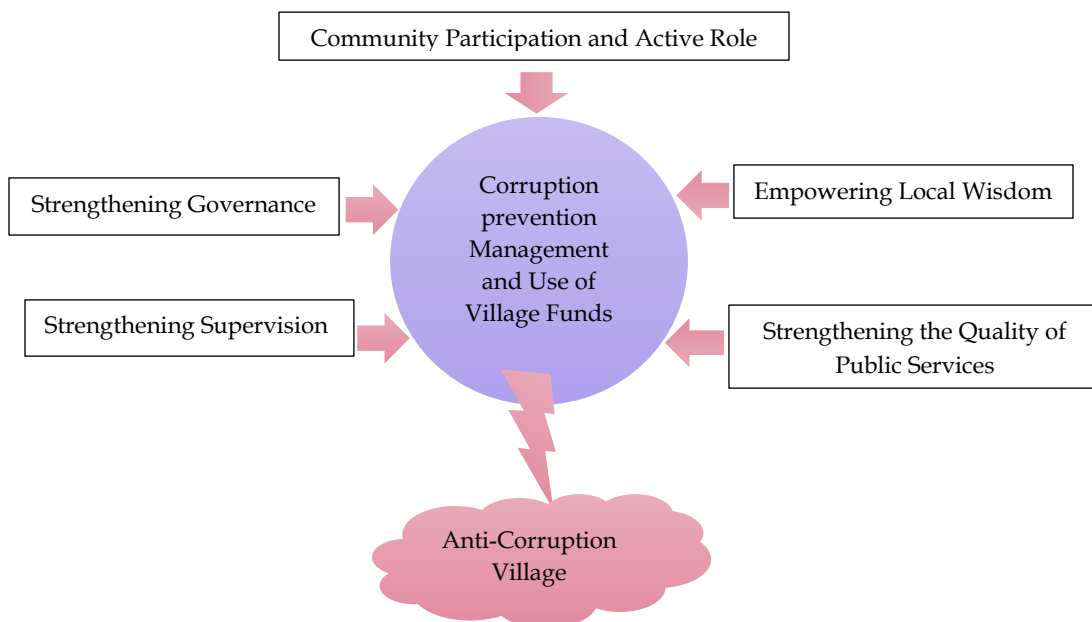 Community Participation and Active Role
Strengthening Governance
Corruption
prevention
Management
and Use of
Village Funds
Empowering Local Wisdom
Strengthening Supervision
Strengthening the Quality of
Public Services
Anti-Corruption
Village